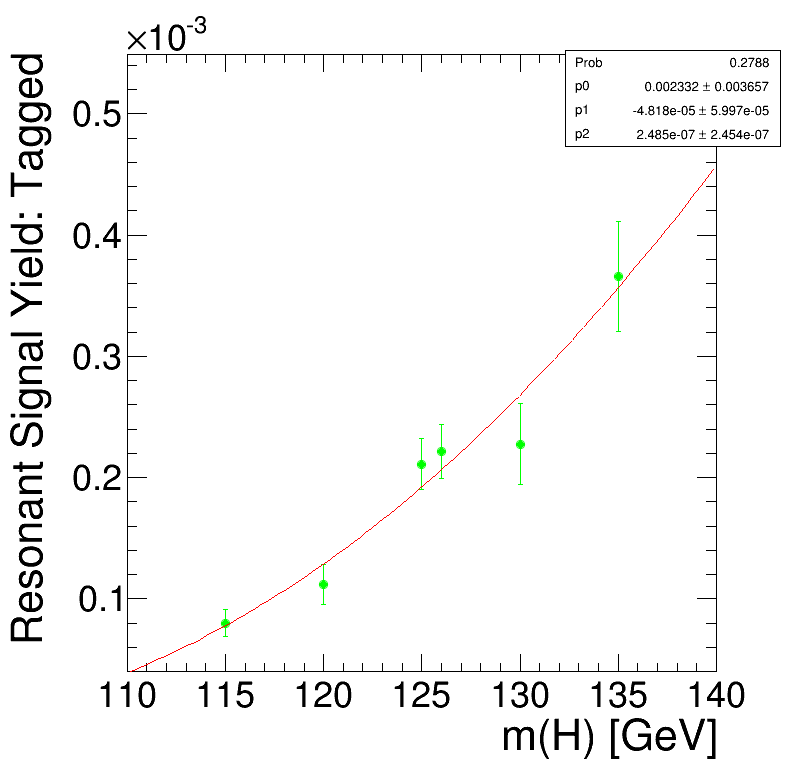 ×10⁻³
Prob 0.2788
p0 0.002332 ± 0.003657
p1 -4.818e-05 ± 5.997e-05
p2 2.485e-07 ± 2.454e-07
Resonant Signal Yield: Tagged
0.5
0.4
0.3
0.2
0.1
110 115 120 125 130 135 140
m(H) [GeV]